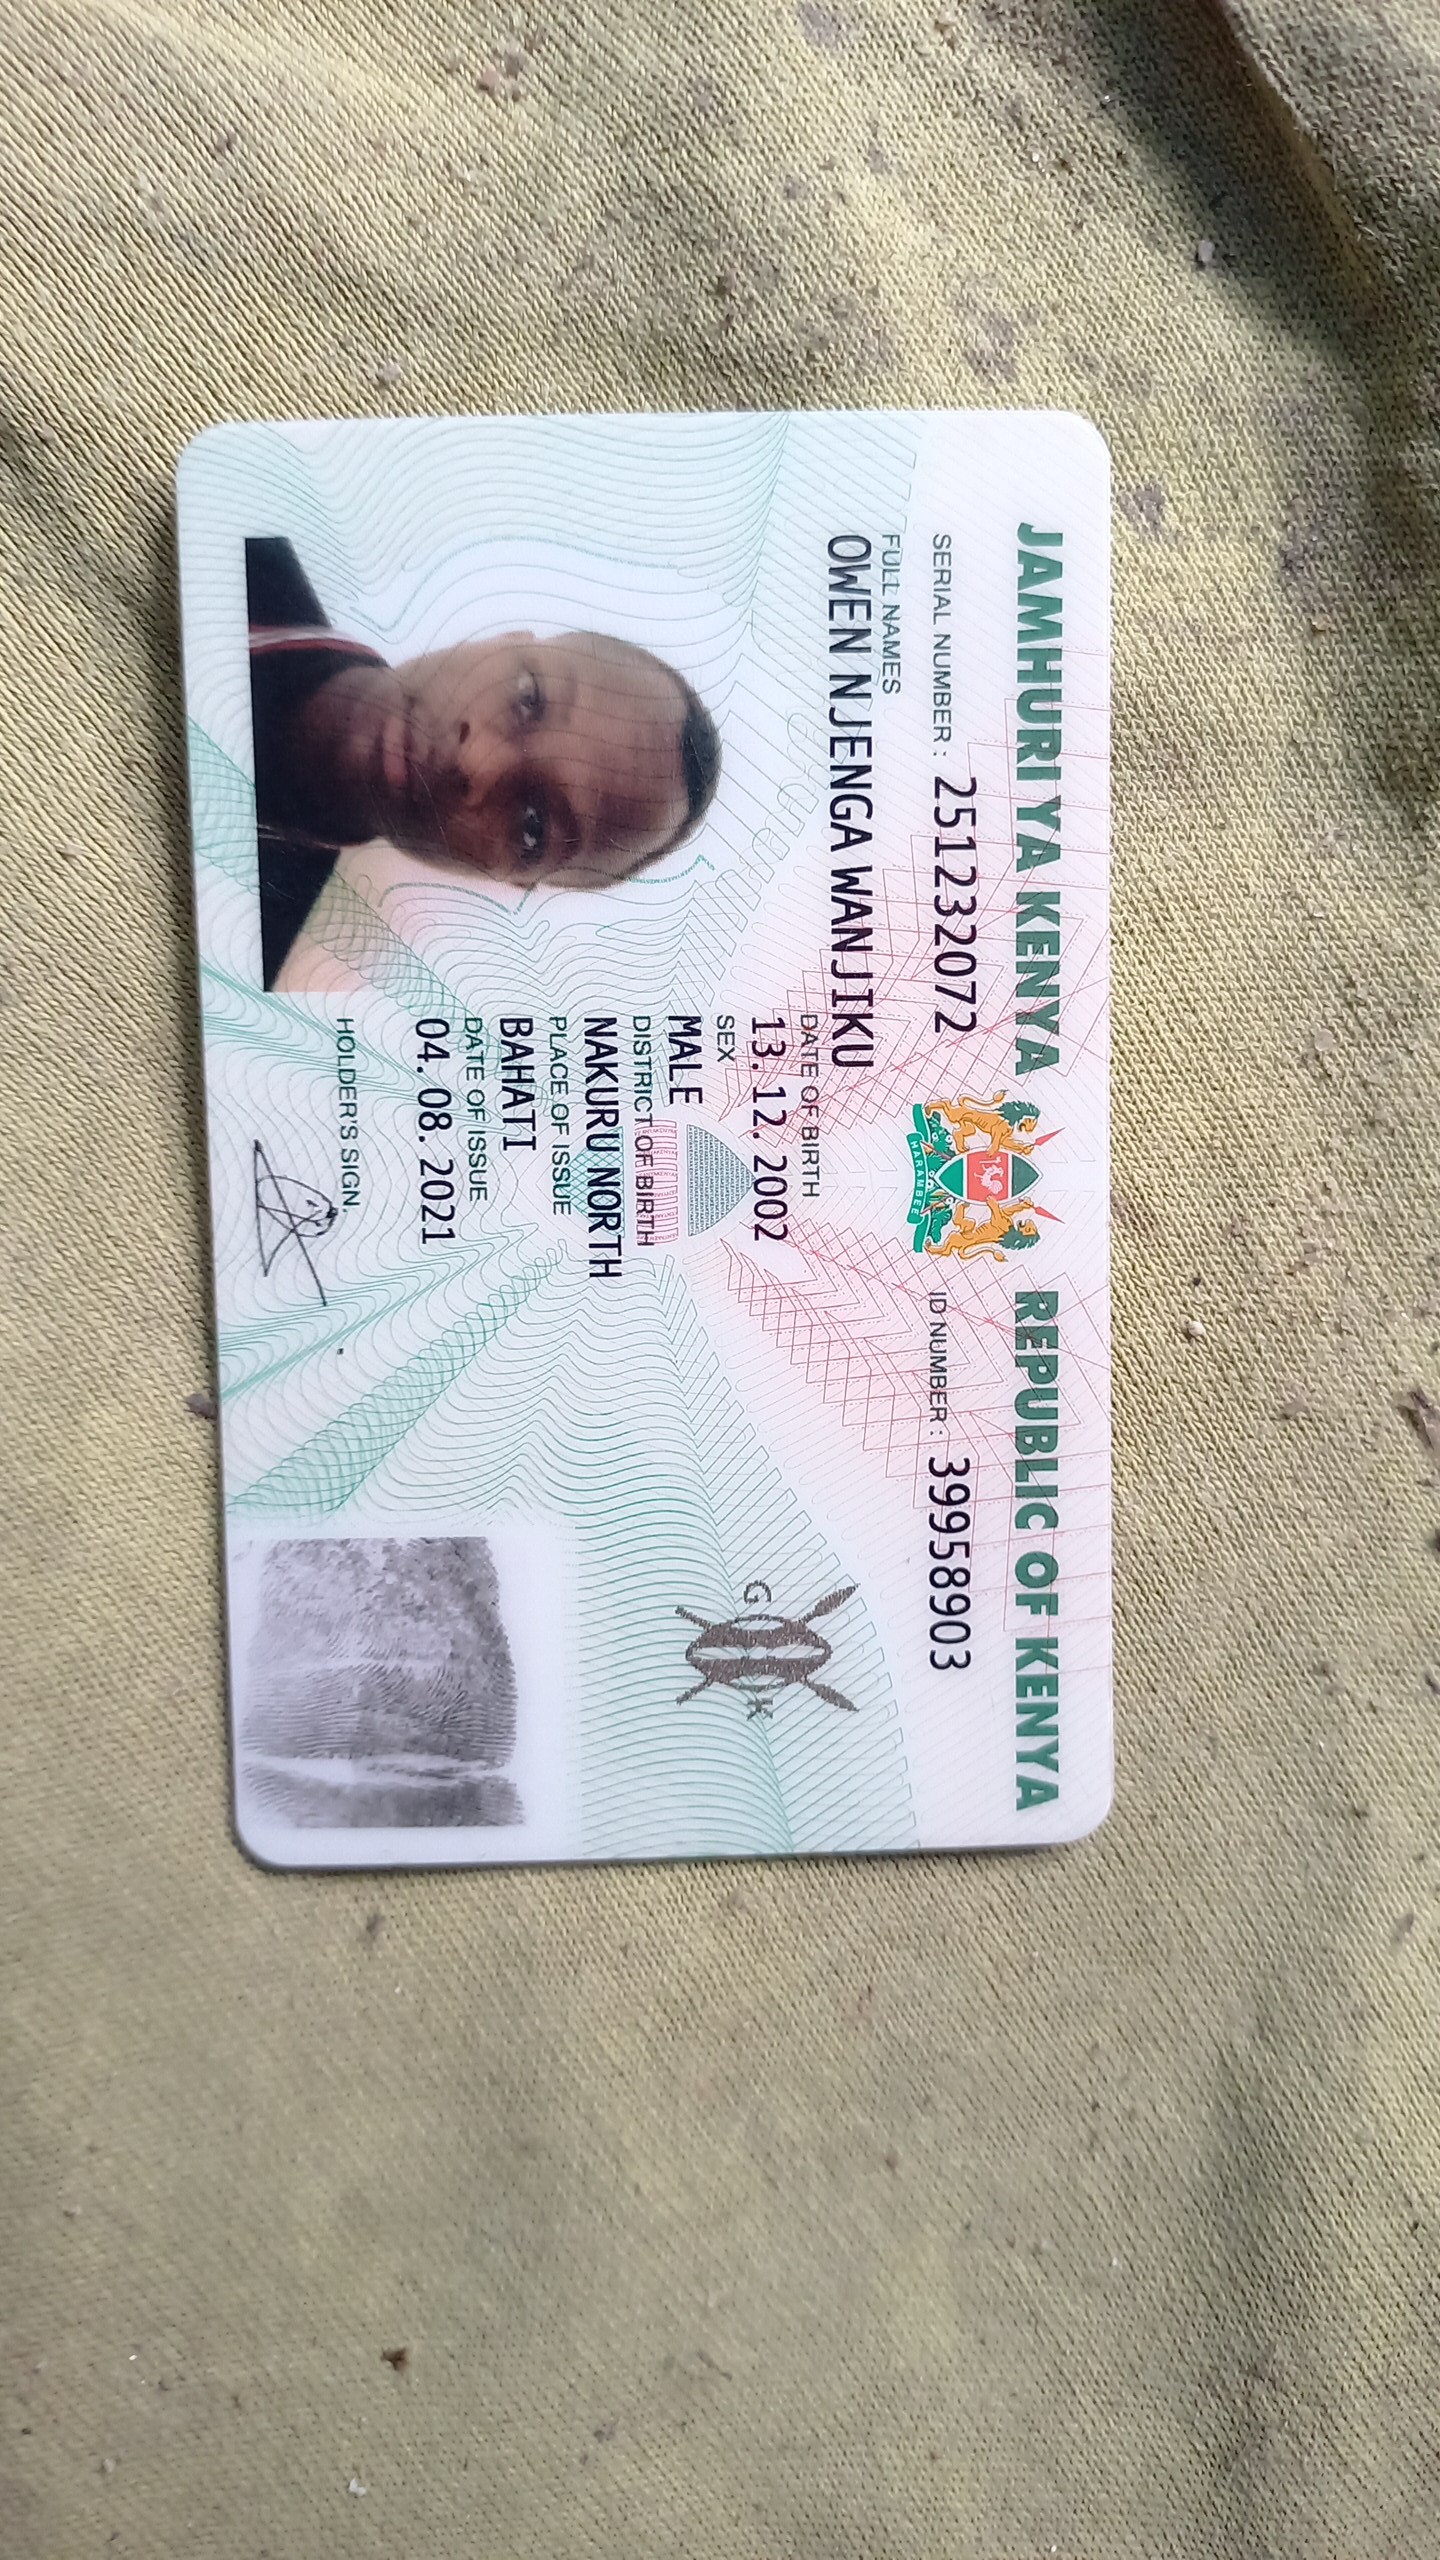 JAMHURI YA KENYA REPUBLIC OF KENYA
SERIAL NUMBER : 251232072 ID NUMBER : 39958903
HARAMBEE
FULL NAMES
OWEN NJENGA WANJIKU
DATE OF BIRTH
13.12.2002
SEX
MALE
G K
DISTRICT OF BIRTH
NAKURU NORTH
PLACE OF ISSUE
BAHATI
DATE OF ISSUE
04.08.2021
HOLDER'S SIGN.